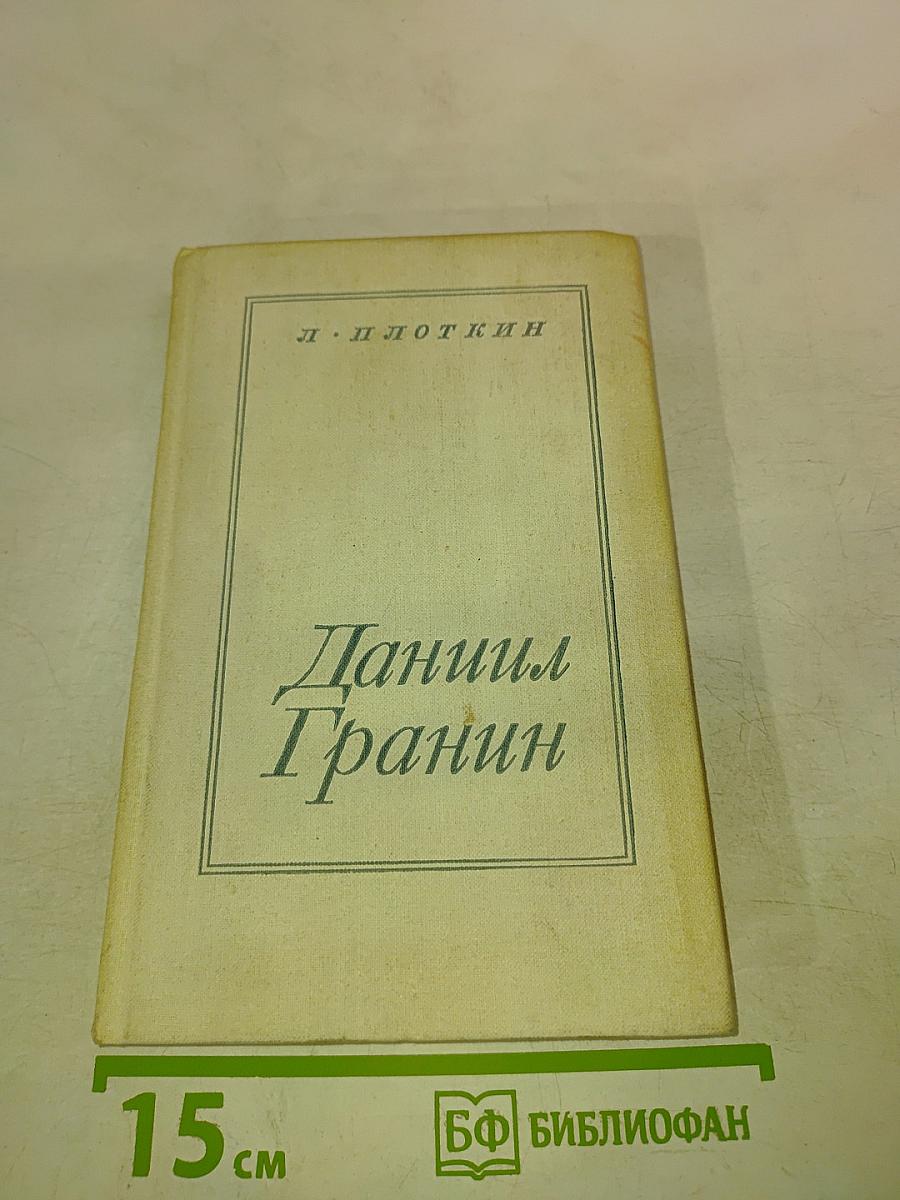 Л · ПЛОТКИН
Даниил
Гранин
15 см
БФ БИБЛИОФАН